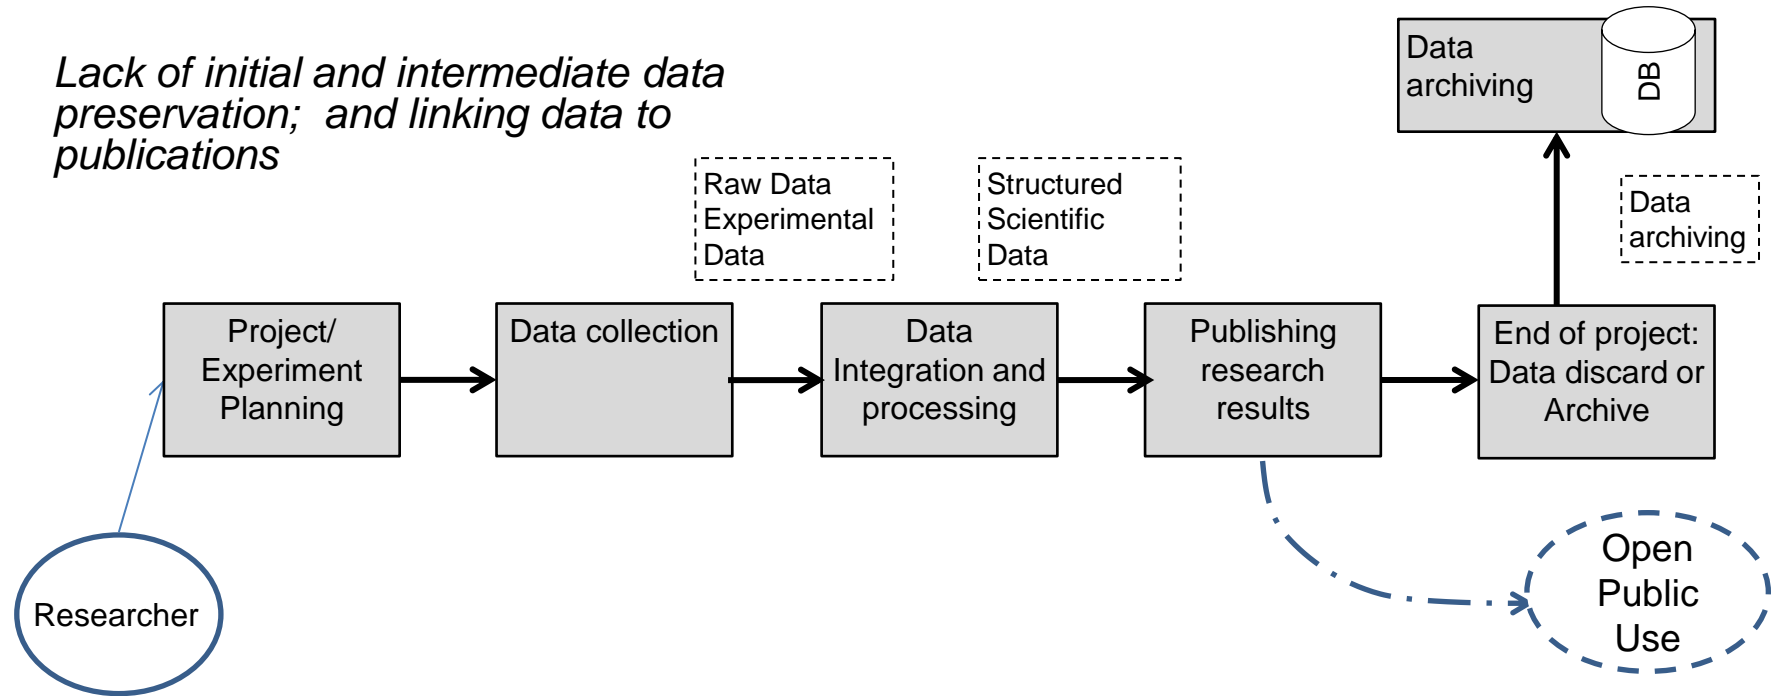 Lack of initial and intermediate data
preservation;  and linking data to
publications
Data
archiving
DB
Raw Data
Experimental
Data
Structured
Scientific
Data
Data
archiving
Project/
Experiment
Planning
Data collection
Data
Integration and
processing
Publishing
research
results
End of project:
Data discard or
Archive
Researcher
Open
Public
Use